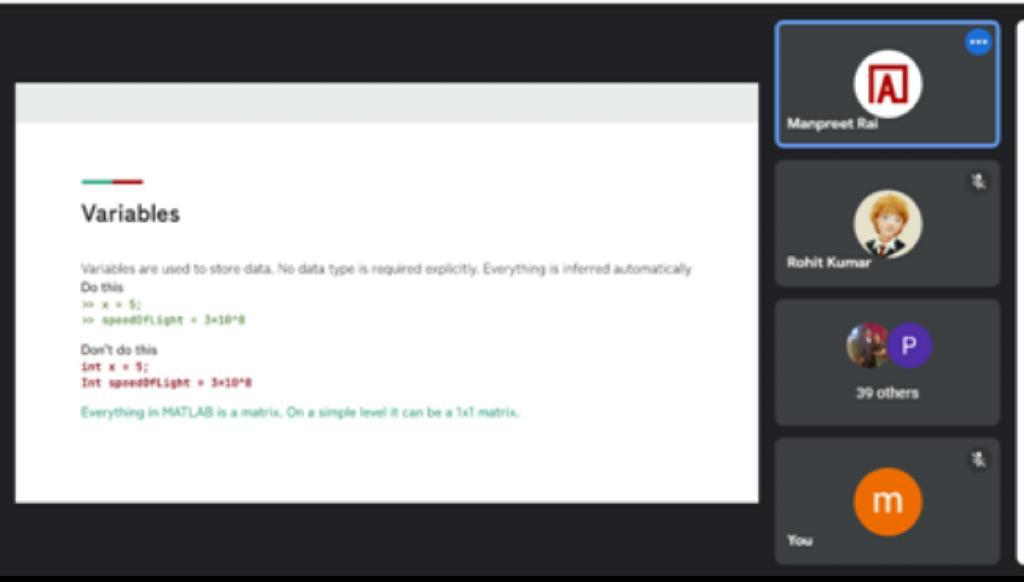 Variables
Variables are used to store data. No data type is required explicitly. Everything is inferred automatically
Do this
>> x = 5;
>> speedOfLight = 3*10^8
Don't do this
int x = 5;
Int speedOfLight = 3*10^8
Everything in MATLAB is a matrix. On a simple level it can be a 1x1 matrix.
A
Manpreet Rai
Rohit Kumar
P
39 others
m
You